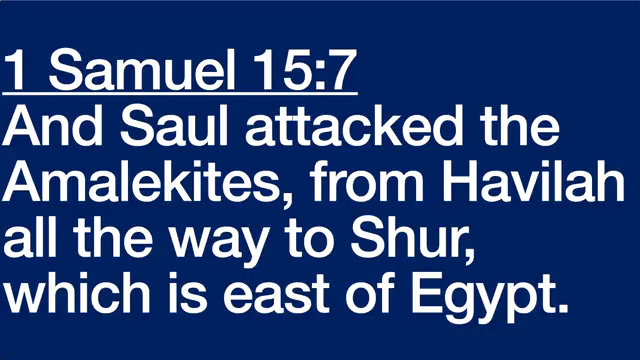 1 Samuel 15:7
And Saul attacked the
Amalekites, from Havilah
all the way to Shur,
which is east of Egypt.